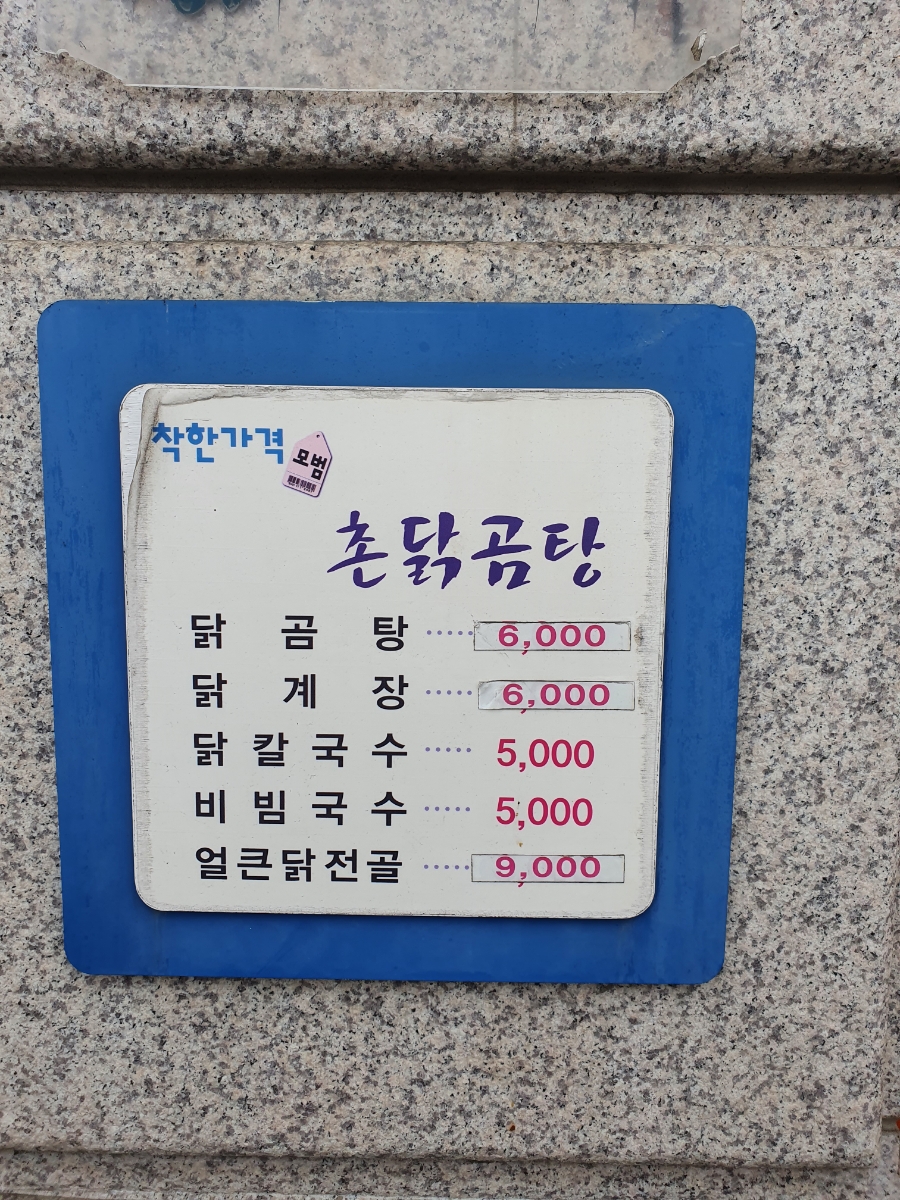 착한가격 모범
촌닭곰탕
닭 곰 탕 ····· 6,000
닭 계 장 ····· 6,000
닭 칼 국 수 ····· 5,000
비 빔 국 수 ····· 5,000
얼큰닭전골 ····· 9,000